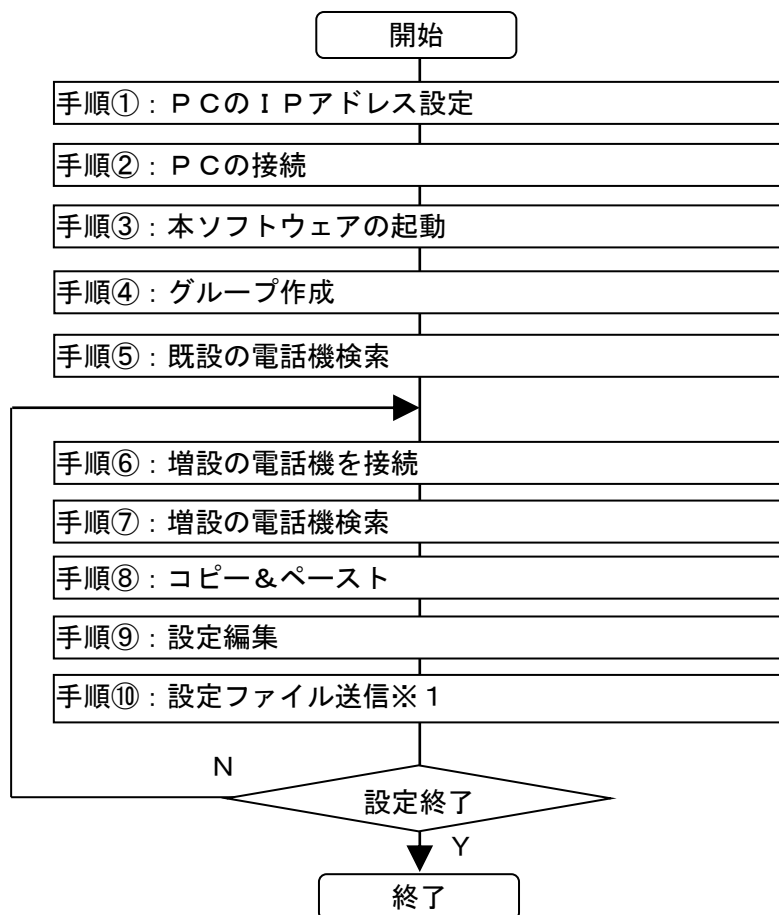 開始
手順①：ＰＣのＩＰアドレス設定
手順②：ＰＣの接続
手順③：本ソフトウェアの起動
手順④：グループ作成
手順⑤：既設の電話機検索
手順⑥：増設の電話機を接続
手順⑦：増設の電話機検索
手順⑧：コピー＆ペースト
手順⑨：設定編集
手順⑩：設定ファイル送信※１
Ｎ
設定終了
Ｙ
終了